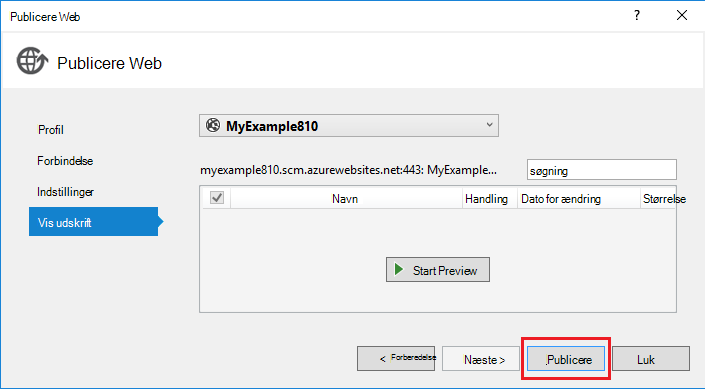 Publicere Web
?
Publicere Web
Profil
Forbindelse
Indstillinger
Vis udskrift
MyExample810
myexample810.scm.azurewebsites.net:443: MyExample...
søgning
Navn Handling Dato for ændring Størrelse
Start Preview
< Forberedelse Næste > .Publicere Luk